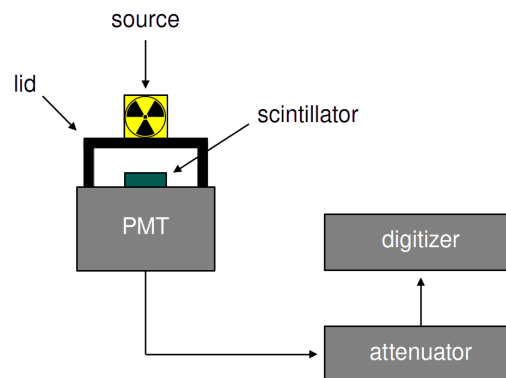 source
lid
scintillator
PMT
digitizer
attenuator